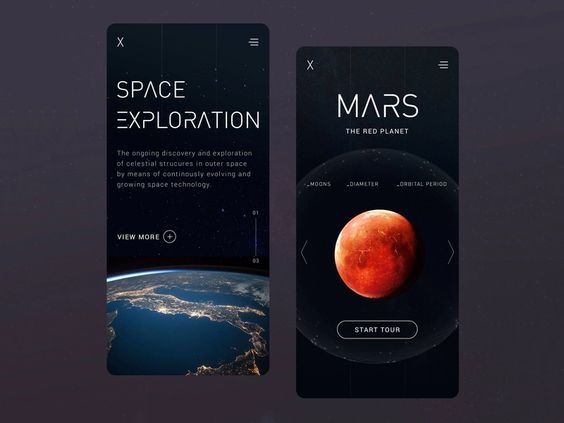 X
SPACE
EXPLORATION
The ongoing discovery and exploration
of celestial strucures in outer space
by means of continously evolving and
growing space technology.
01
VIEW MORE
03
X
MARS
THE RED PLANET
_MOONS _DIAMETER _ORBITAL PERIOD
START TOUR